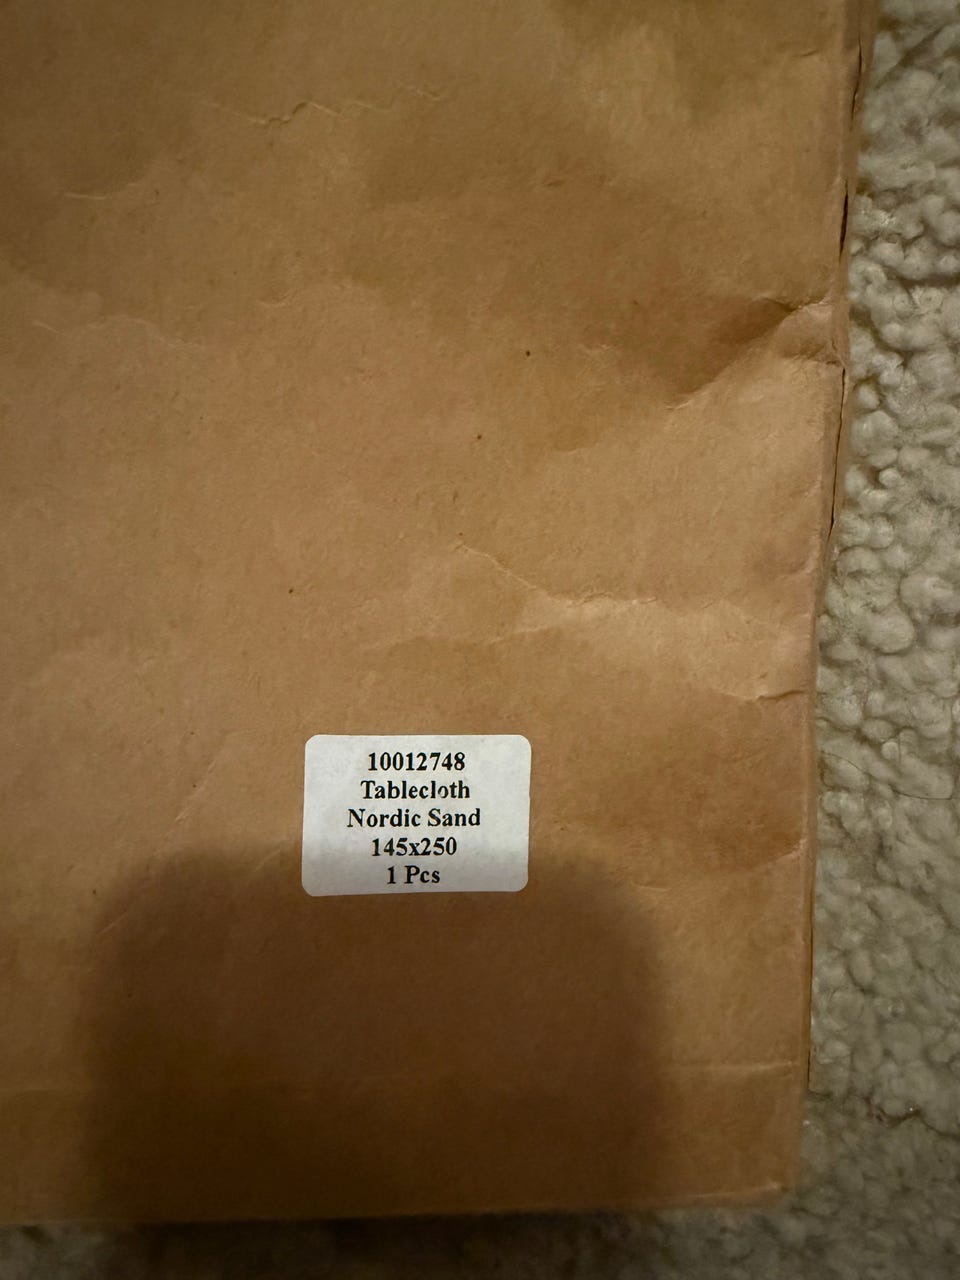 10012748
Tablecloth
Nordic Sand
145x250
1 Pcs